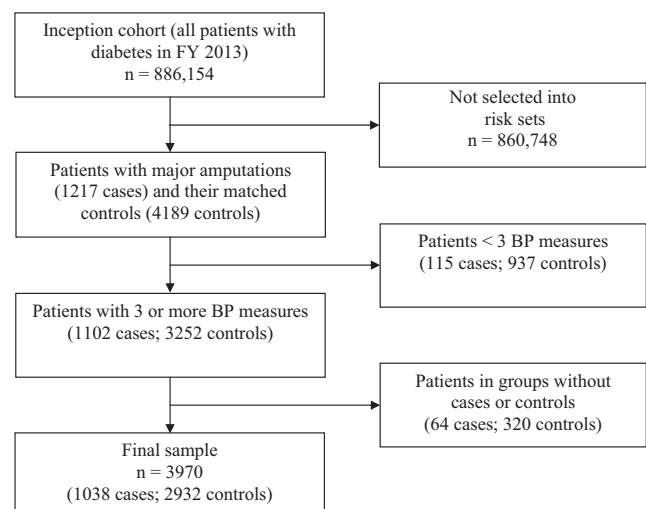 Inception cohort (all patients with
diabetes in FY 2013)
n = 886,154
Not selected into
risk sets
n = 860,748
Patients with major amputations
(1217 cases) and their matched
controls (4189 controls)
Patients < 3 BP measures
(115 cases; 937 controls)
Patients with 3 or more BP measures
(1102 cases; 3252 controls)
Patients in groups without
cases or controls
(64 cases; 320 controls)
Final sample
n = 3970
(1038 cases; 2932 controls)